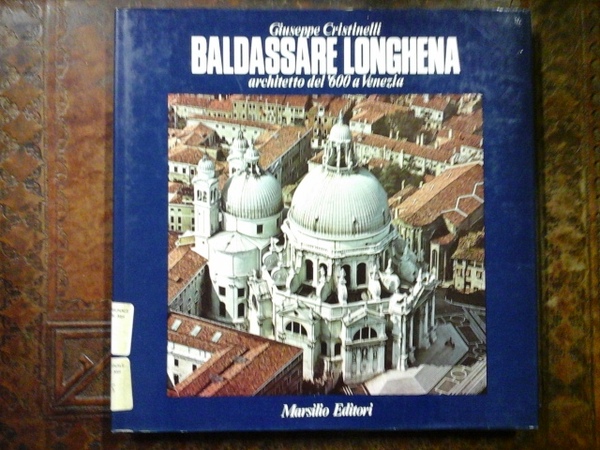 Giuseppe Cristinelli
BALDASSARE LONGHENA
architetto del '600 a Venezia
Marsilio Editori